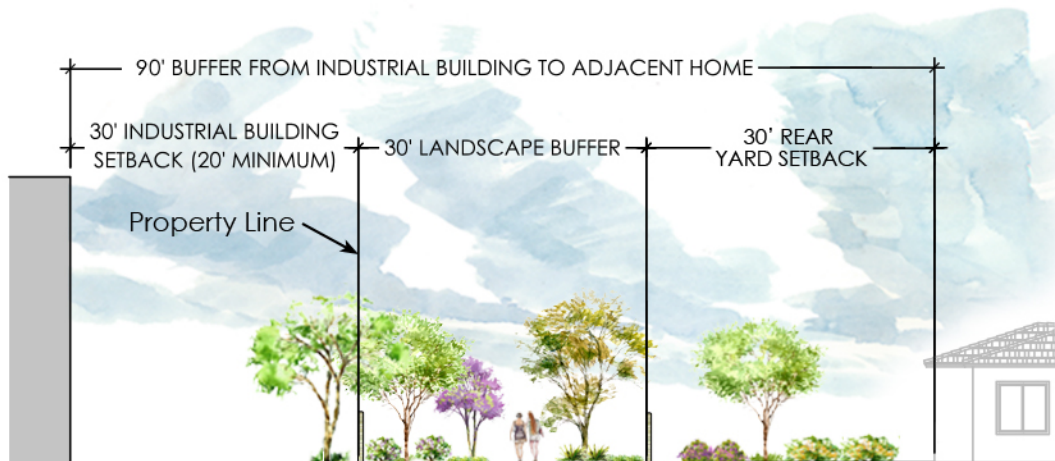 90' BUFFER FROM INDUSTRIAL BUILDING TO ADJACENT HOME
30' INDUSTRIAL BUILDING
SETBACK (20' MINIMUM)
30' LANDSCAPE BUFFER
30’ REAR
YARD SETBACK
Property Line